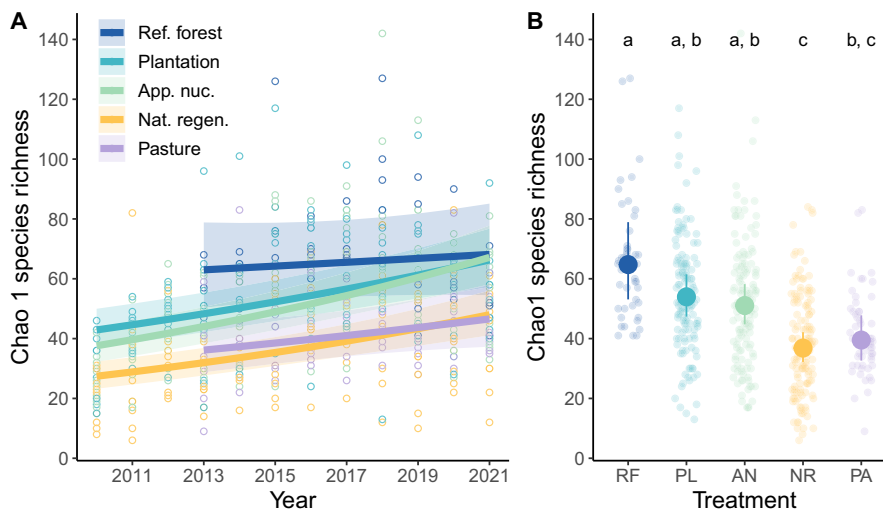 A
Chao 1 species richness
140
120
100
80
60
40
20
0
Ref. forest
Plantation
App. nuc.
Nat. regen.
Pasture
2011 2013 2015 2017 2019 2021
Year
B
Chao1 species richness
140
120
100
80
60
40
20
0
a a, b a, b c b, c
RF PL AN NR PA
Treatment